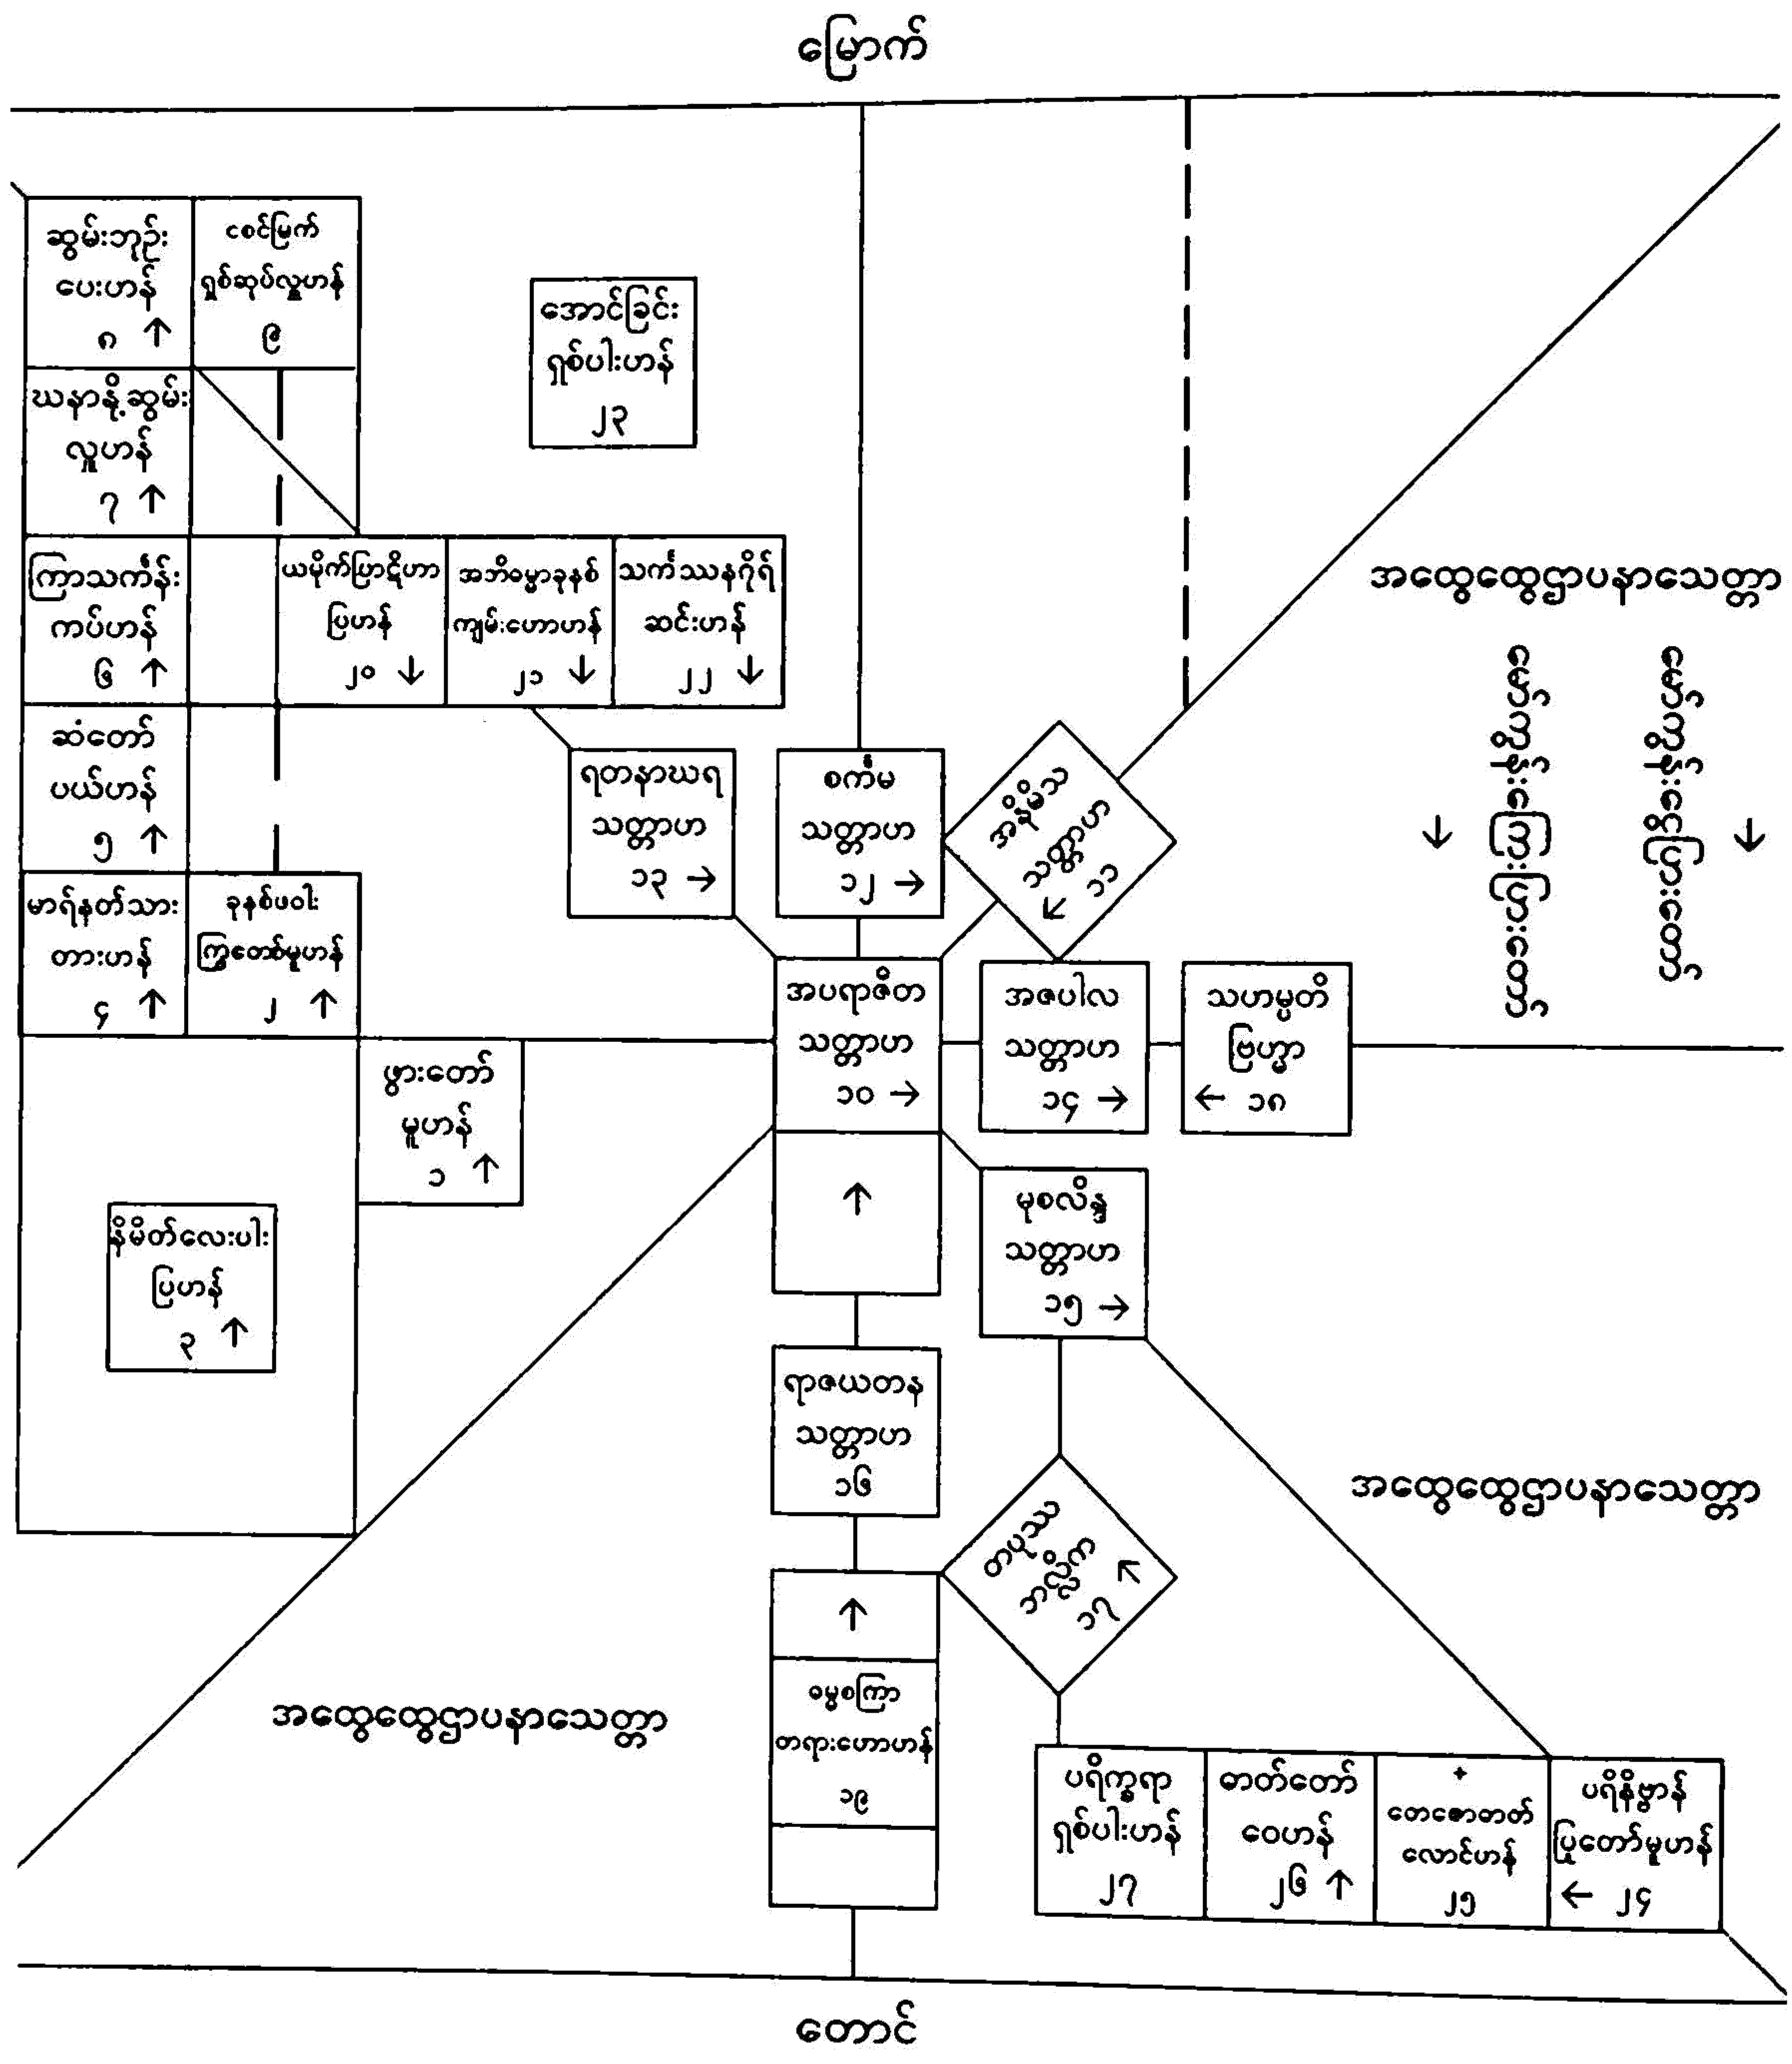 မြောက်
ဆွမ်းဘုဉ်း
ပေးဟန်
၈ ↑
စေင်မြက်
ရှစ်ဆုပ်လှူဟန်
၉
အောင်ခြင်း
ရှစ်ပါးဟန်
၂၃
ဃနာနို့ဆွမ်း
လှူဟန်
၇ ↑
ကြာသင်္ကန်း
ကပ်ဟန်
၆ ↑
ယမိုက်ပြာဋိဟာ
ပြဟန်
၂၀ ↓
အဘိဓမ္မာခုနစ်
ကျမ်းဟောဟန်
၂၁ ↓
သင်္ကဿနဂိုရ်
ဆင်းဟန်
၂၂ ↓
အထွေထွေဌာပနာသေတ္တာ
ဆံတော်
ပယ်ဟန်
၅ ↑
ရတနာဃရ
သတ္တာဟ
၁၃ →
စင်္ကမ
သတ္တာဟ
၁၂ →
အနိမိသ
သတ္တာဟ
၁၁
←
↓
↓
မာရ်နတ်သား
တားဟန်
၄ ↑
ခုနစ်ဖဝါး
ကြွတော်မူဟန်
၂ ↑
အပရာဇိတ
သတ္တာဟ
၁၀ →
အဇပါလ
သတ္တာဟ
၁၄ →
သဟမ္ပတိ
ဗြဟ္မာ
← ၁၈
ဖွားတော်
မူဟန်
၁ ↑
↑
မုစလိန္ဒ
သတ္တာဟ
၁၅ →
နိမိတ်လေးပါး
ပြဟန်
၃ ↑
ရာဇယတန
သတ္တာဟ
၁၆
တပုဿ
ဘလ္လိက
၁၇ ↑
အထွေထွေဌာပနာသေတ္တာ
↑
ဓမ္မစကြာ
တရားဟောဟန်
၁၉
အထွေထွေဌာပနာသေတ္တာ
ပရိက္ခရာ
ရှစ်ပါးဟန်
၂၇
ဓာတ်တော်
ဝေဟန်
၂၆ ↑
+
တေဇောဓာတ်
လောင်ဟန်
၂၅
ပရိနိဗ္ဗာန်
ပြုတော်မူဟန်
← ၂၄
တောင်